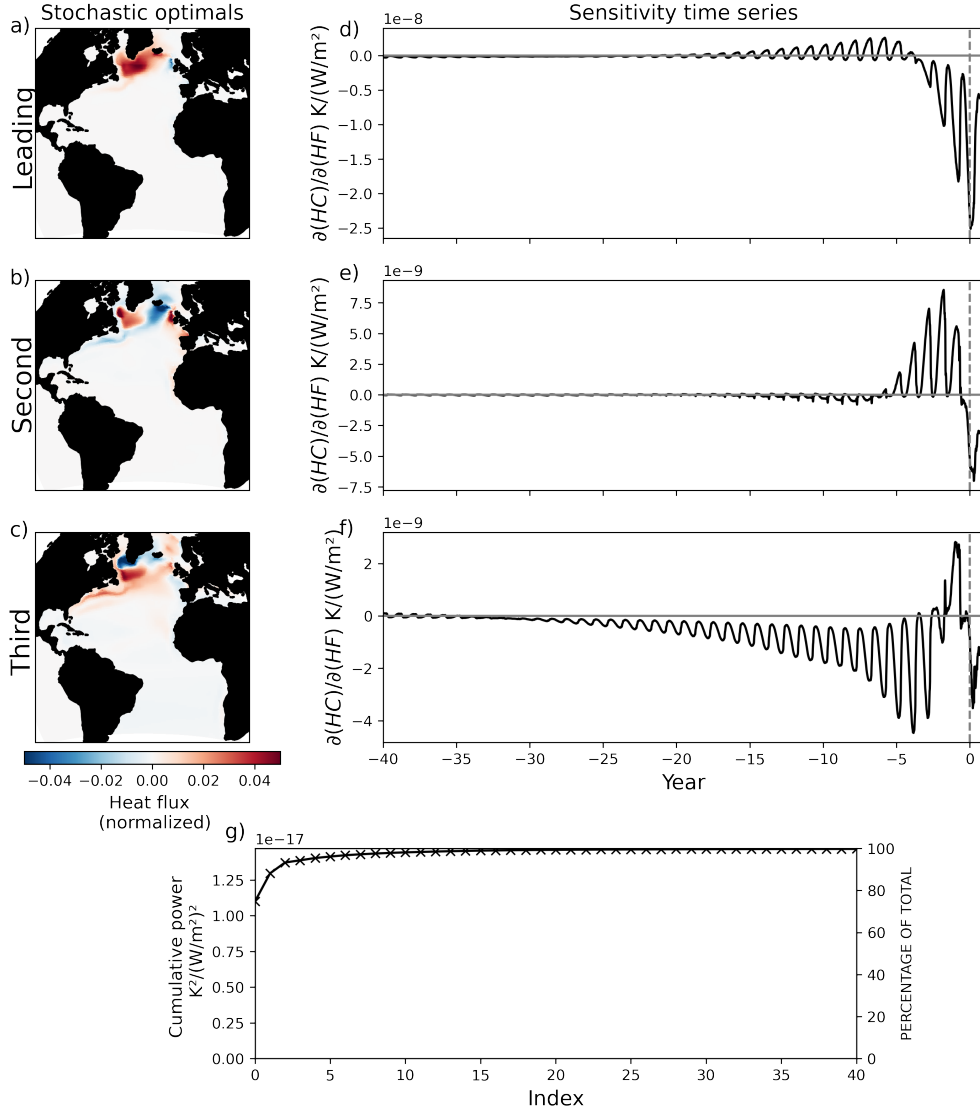 Stochastic optimals
Sensitivity time series
a)
Leading
d)
1e−8
∂(HC)/∂(HF) K/(W/m²)
0.0
−0.5
−1.0
−1.5
−2.0
−2.5
b)
Second
e)
1e−9
∂(HC)/∂(HF) K/(W/m²)
7.5
5.0
2.5
0.0
−2.5
−5.0
−7.5
c)
Third
f)
1e−9
∂(HC)/∂(HF) K/(W/m²)
2
0
−2
−4
−40 −35 −30 −25 −20 −15 −10 −5 0
Year
−0.04 −0.02 0.00 0.02 0.04
Heat flux
(normalized)
g)
1e−17
Cumulative power
K²/(W/m²)²
1.25
1.00
0.75
0.50
0.25
0.00
100
80
60
40
20
0
PERCENTAGE OF TOTAL
0 5 10 15 20 25 30 35 40
Index